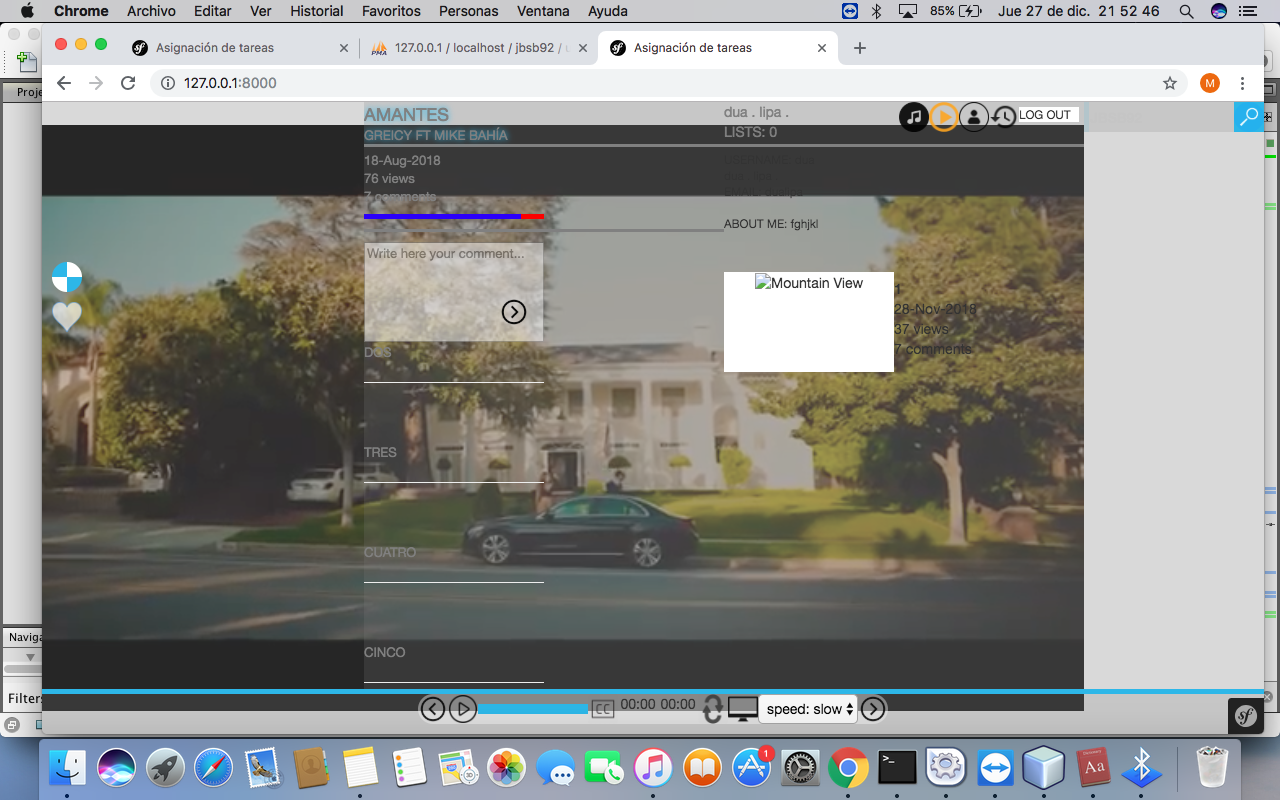 Chrome Archivo Editar Ver Historial Favoritos Personas Ventana Ayuda 85% Jue 27 de dic. 21 52 46
Asignación de tareas
PMA 127.0.0.1 / localhost / jbsb92 / u
Asignación de tareas
Proje
127.0.0.1:8000
M
AMANTES
GREICY FT MIKE BAHÍA
18-Aug-2018
76 views
7 comments
dua . lipa .
LISTS: 0
LOG OUT
ABOUT ME: fghjkl
Write here your comment...
Mountain View
1
28-Nov-2018
37 views
7 comments
DOS
TRES
CUATRO
CINCO
Naviga
Filter:
CC 00:00 00:00 speed: slow
sf
1
Aa